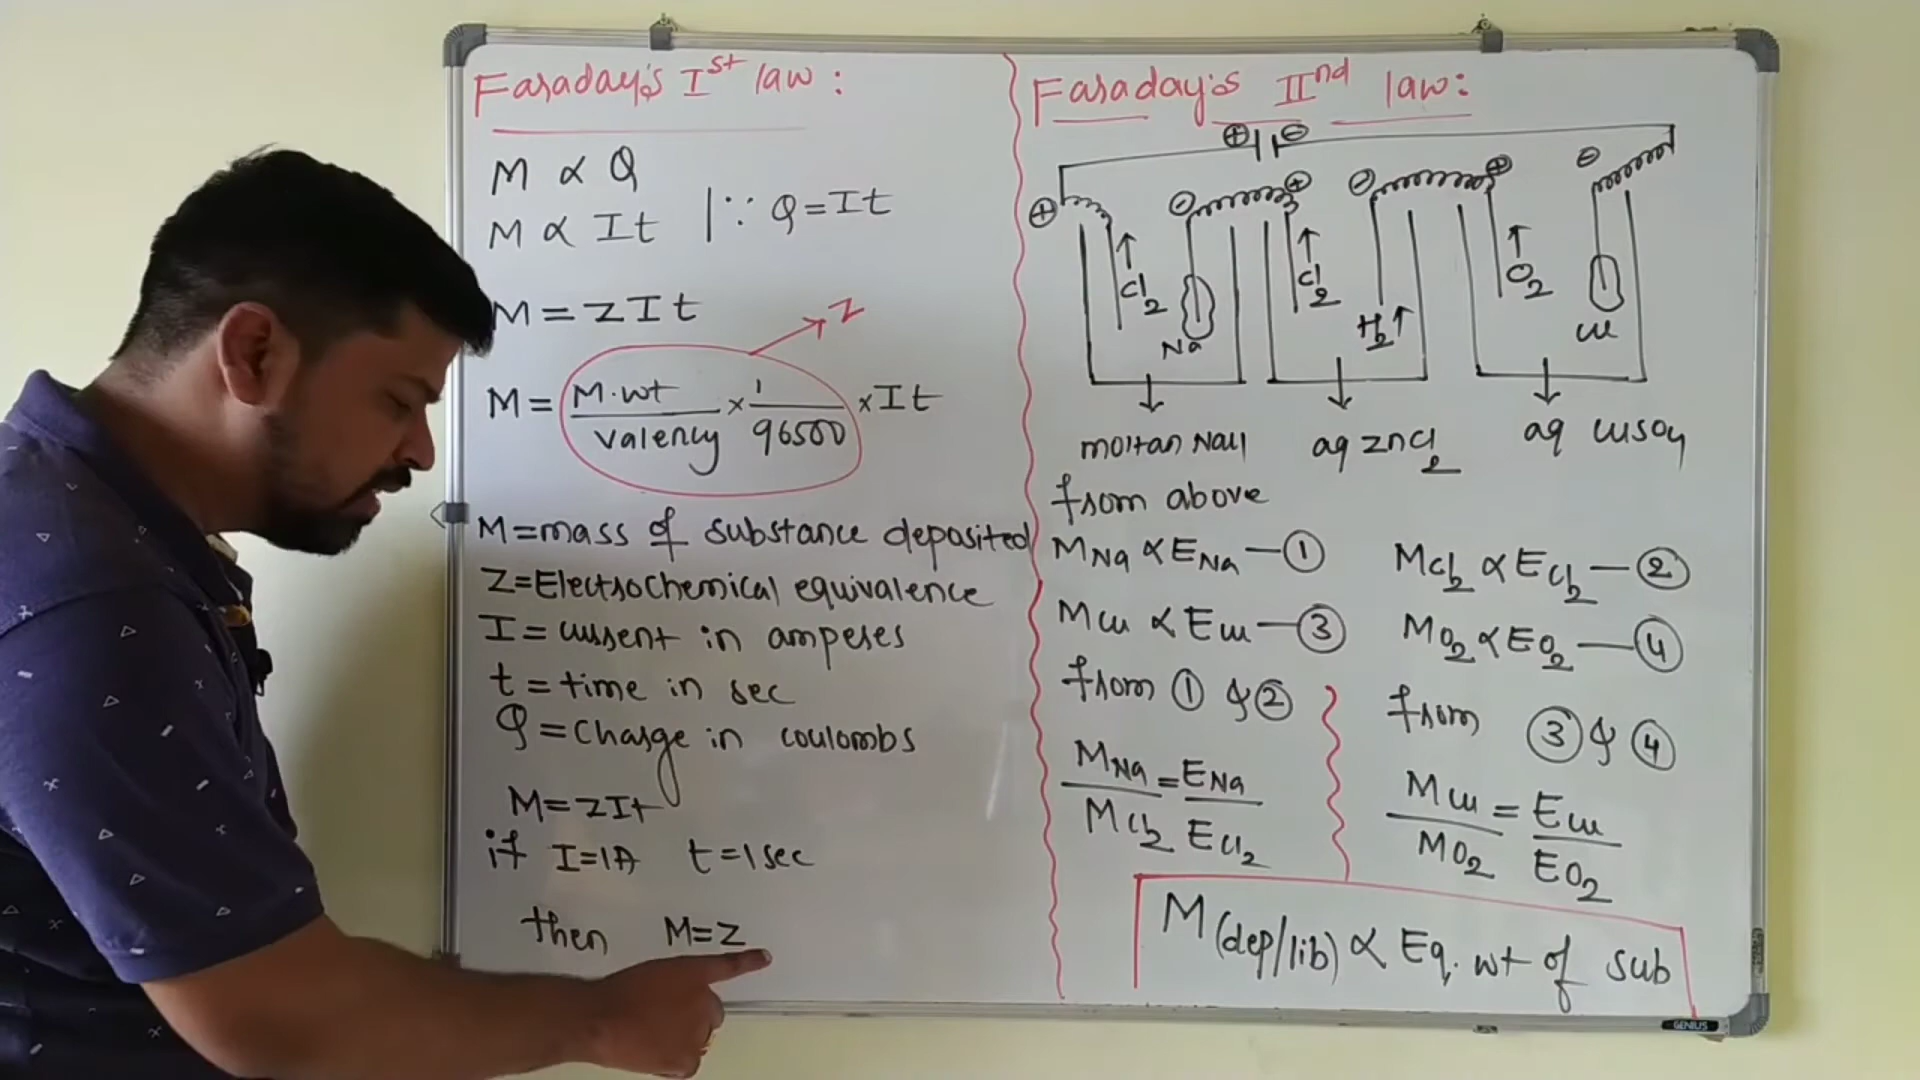 Faraday's Ist law:
M ∝ Q
M ∝ It | ∵ Q=It
M = ZIt
Z
M = M.wt/valency × 1/96500 × It
M=mass of substance deposited
Z=Electrochemical equivalence
I = current in amperes
t = time in sec
Q = Charge in coulombs
M=ZIt
if I=1A t=1sec
then M=Z
Faraday's IInd law:
⊕ ⊖
⊕ ⊖ ⊕ ⊖ ⊕ ⊖
↑ Cl2 Na ↑ Cl2 H2↑ ↑ O2 Cu
moltan NaCl aq ZnCl2 aq CuSO4
from above
MNa ∝ ENa — ① MCl2 ∝ ECl2 — ②
MCu ∝ ECu — ③ MO2 ∝ EO2 — ④
from ① & ② from ③ & ④
MNa/MCl2 = ENa/ECl2 MCu/MO2 = ECu/EO2
M(dep/lib) ∝ Eq. wt of sub
GENIUS